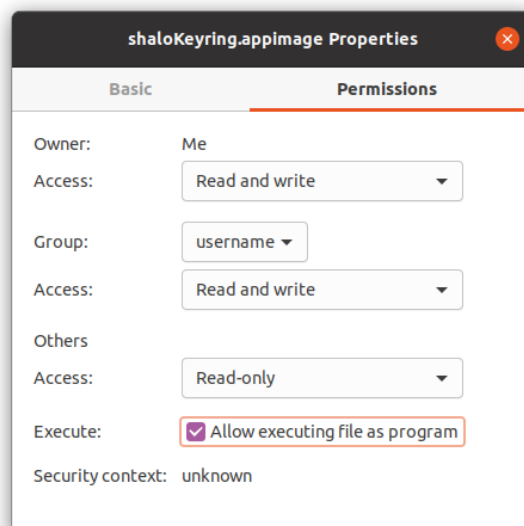 shaloKeyring.appimage Properties
Basic Permissions
Owner: Me
Access: Read and write
Group: username
Access: Read and write
Others
Access: Read-only
Execute: Allow executing file as program
Security context: unknown